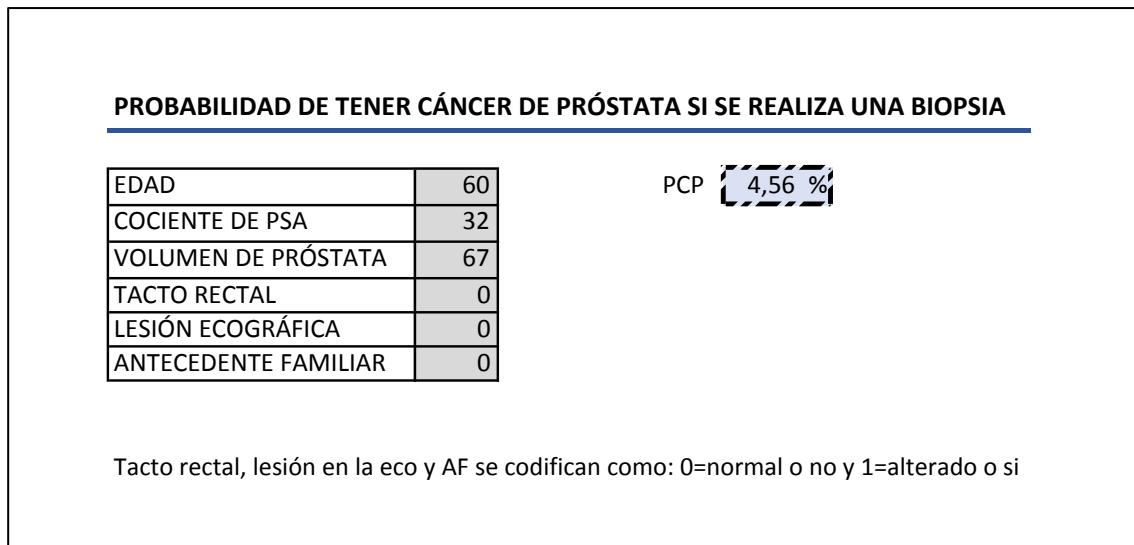 PROBABILIDAD DE TENER CÁNCER DE PRÓSTATA SI SE REALIZA UNA BIOPSIA
EDAD 60 PCP 4,56 %
COCIENTE DE PSA 32
VOLUMEN DE PRÓSTATA 67
TACTO RECTAL 0
LESIÓN ECOGRÁFICA 0
ANTECEDENTE FAMILIAR 0
Tacto rectal, lesión en la eco y AF se codifican como: 0=normal o no y 1=alterado o si